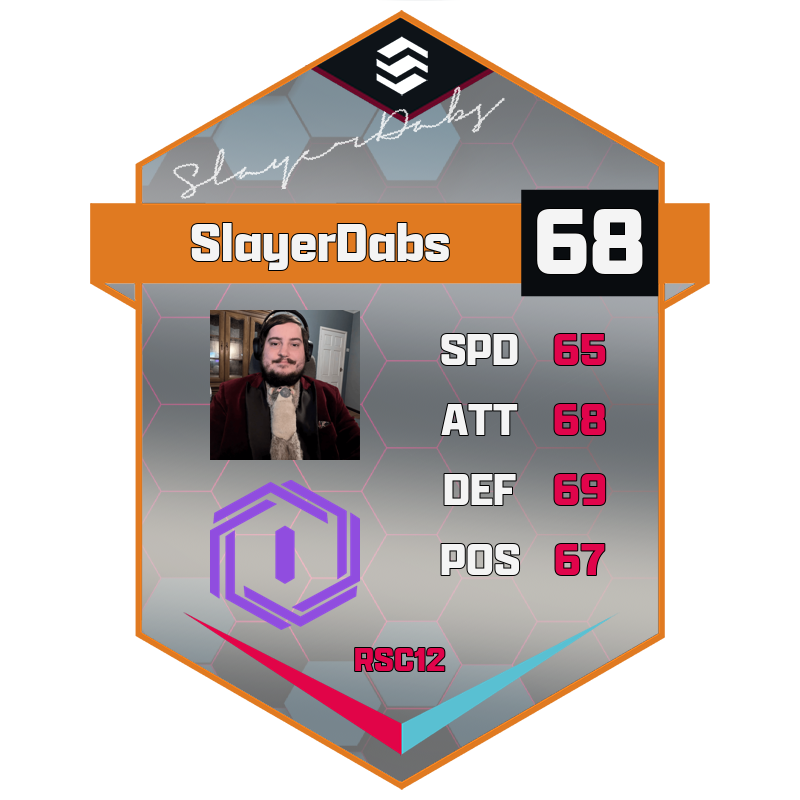 SlayerDabs
SlayerDabs 68
SPD 65
ATT 68
DEF 69
POS 67
RSC12